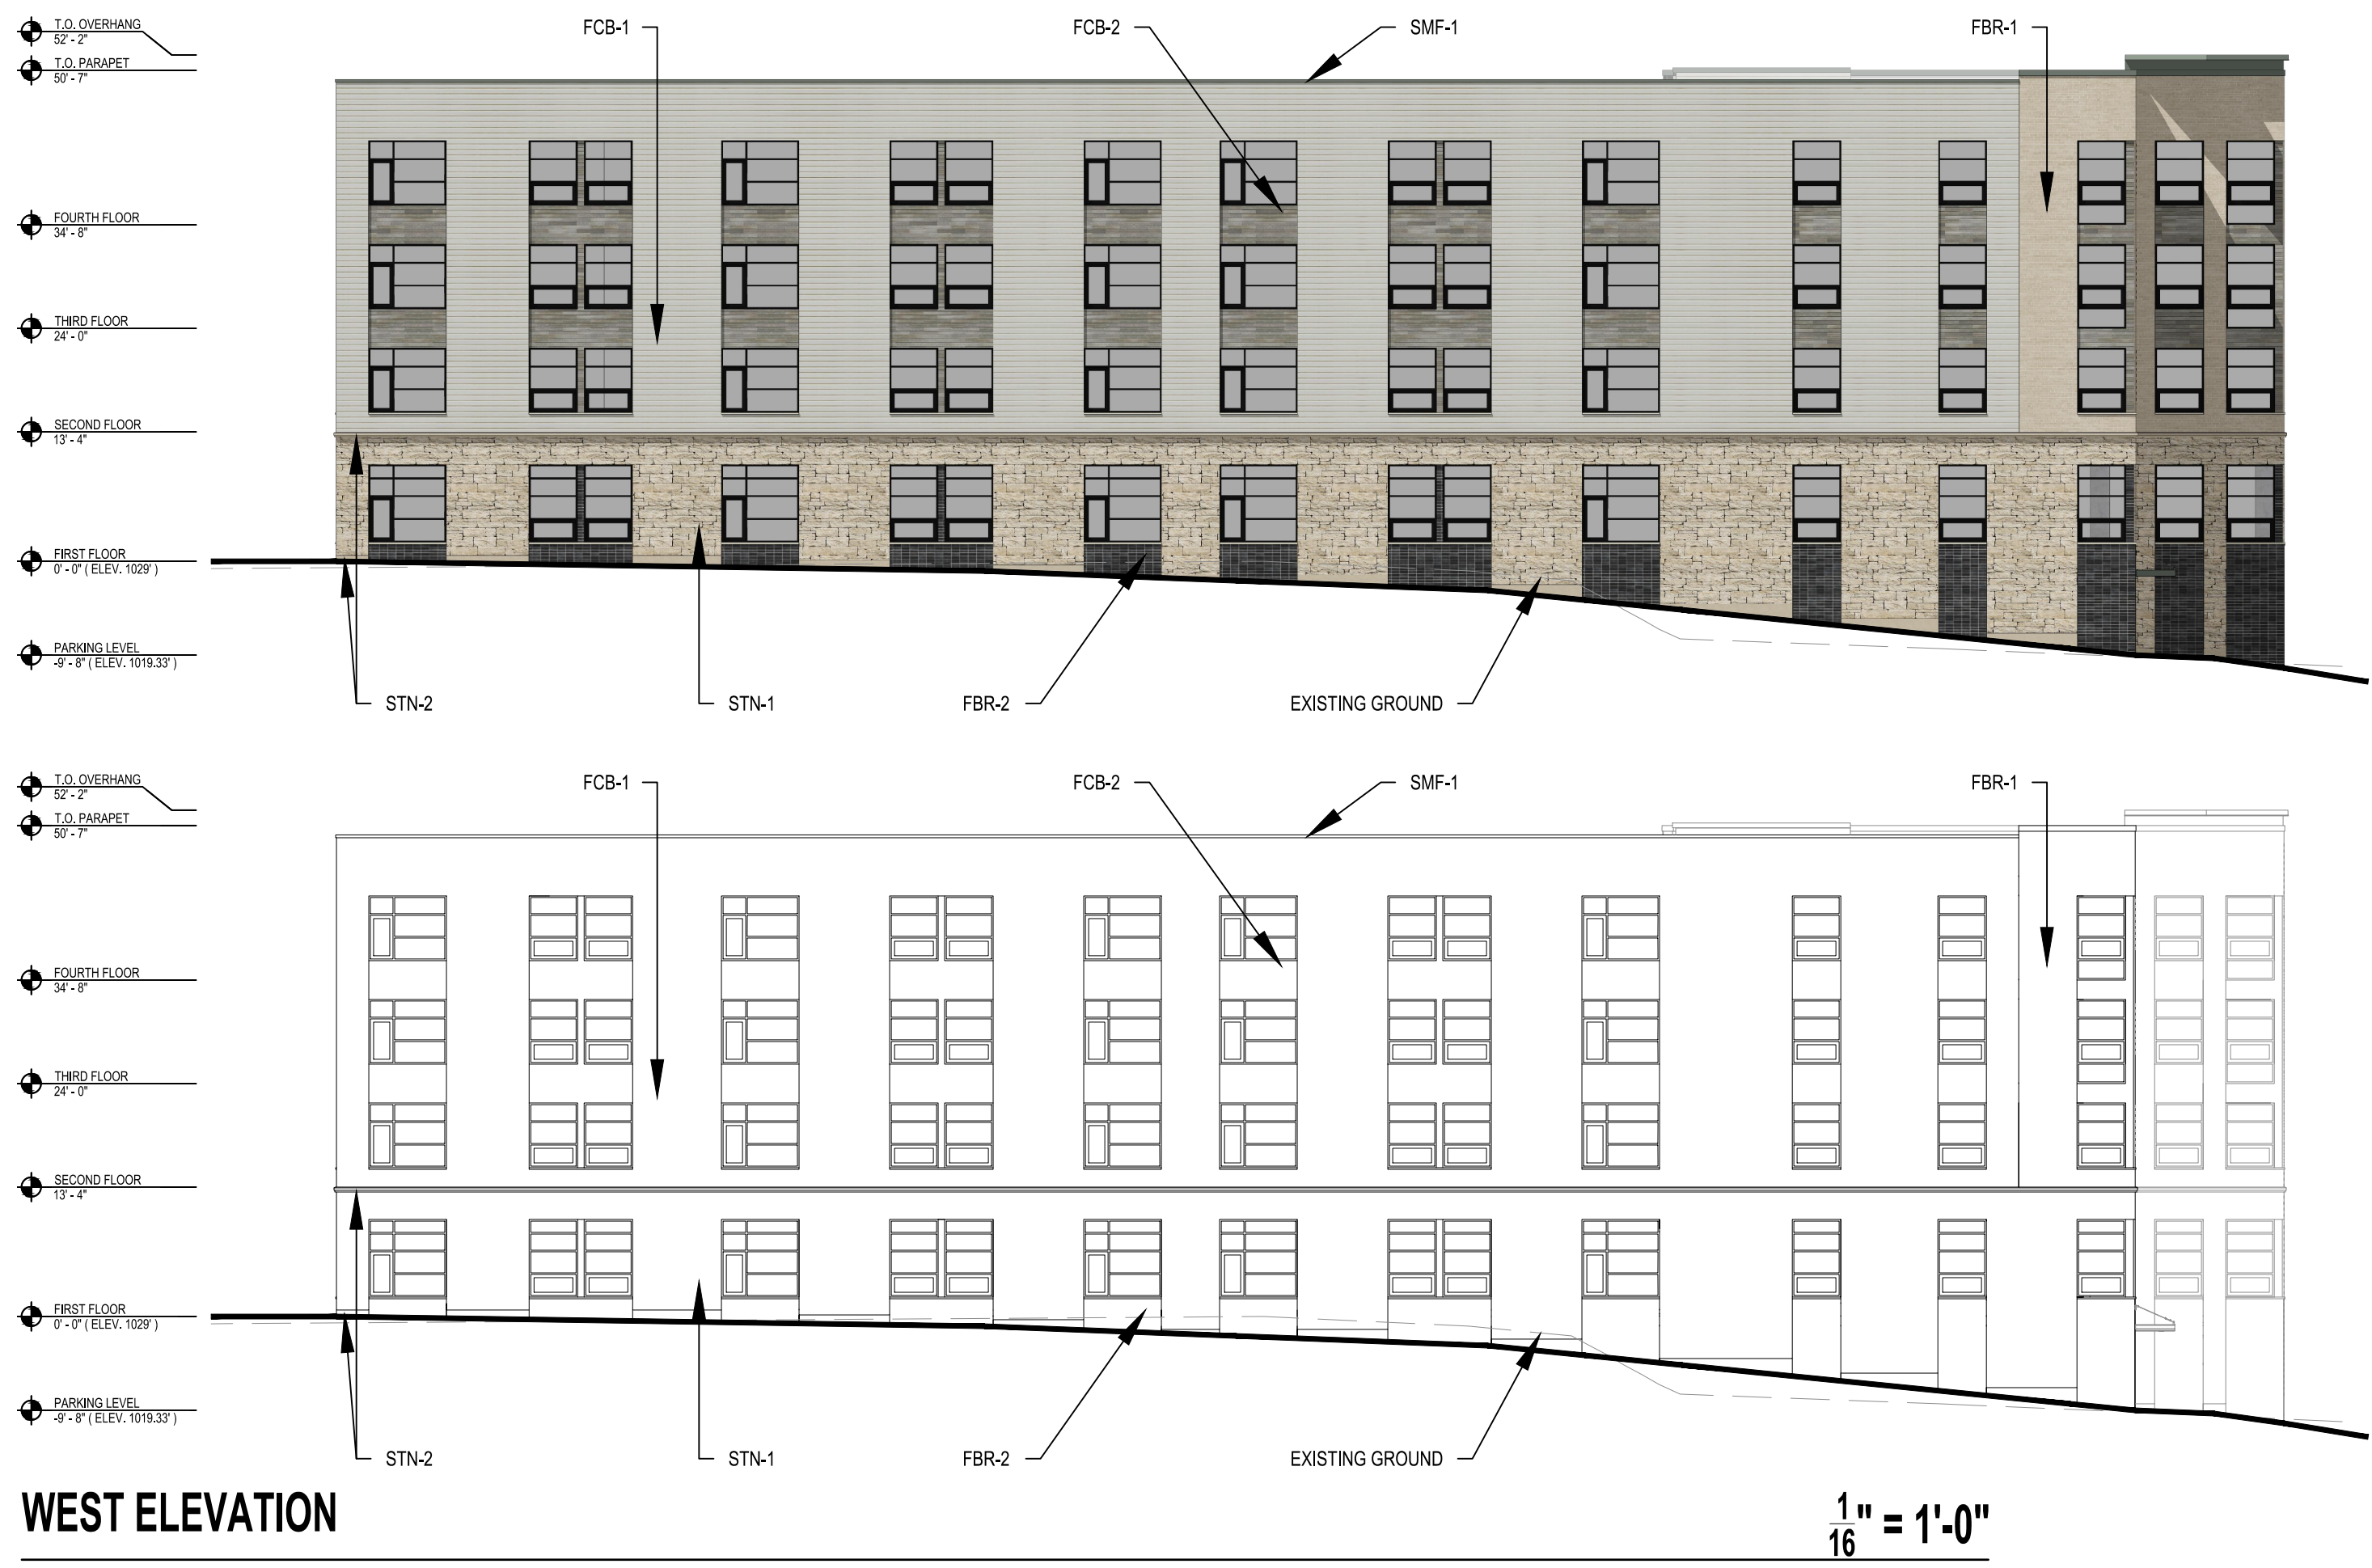 T.O. OVERHANG
52' - 2"
T.O. PARAPET
50' - 7"
FCB-1
FCB-2
SMF-1
FBR-1
FOURTH FLOOR
34' - 8"
THIRD FLOOR
24' - 0"
SECOND FLOOR
13' - 4"
FIRST FLOOR
0' - 0" ( ELEV. 1029' )
PARKING LEVEL
-9' - 8" ( ELEV. 1019.33' )
STN-2
STN-1
FBR-2
EXISTING GROUND
T.O. OVERHANG
52' - 2"
T.O. PARAPET
50' - 7"
FCB-1
FCB-2
SMF-1
FBR-1
FOURTH FLOOR
34' - 8"
THIRD FLOOR
24' - 0"
SECOND FLOOR
13' - 4"
FIRST FLOOR
0' - 0" ( ELEV. 1029' )
PARKING LEVEL
-9' - 8" ( ELEV. 1019.33' )
STN-2
STN-1
FBR-2
EXISTING GROUND
WEST ELEVATION
1/16" = 1'-0"